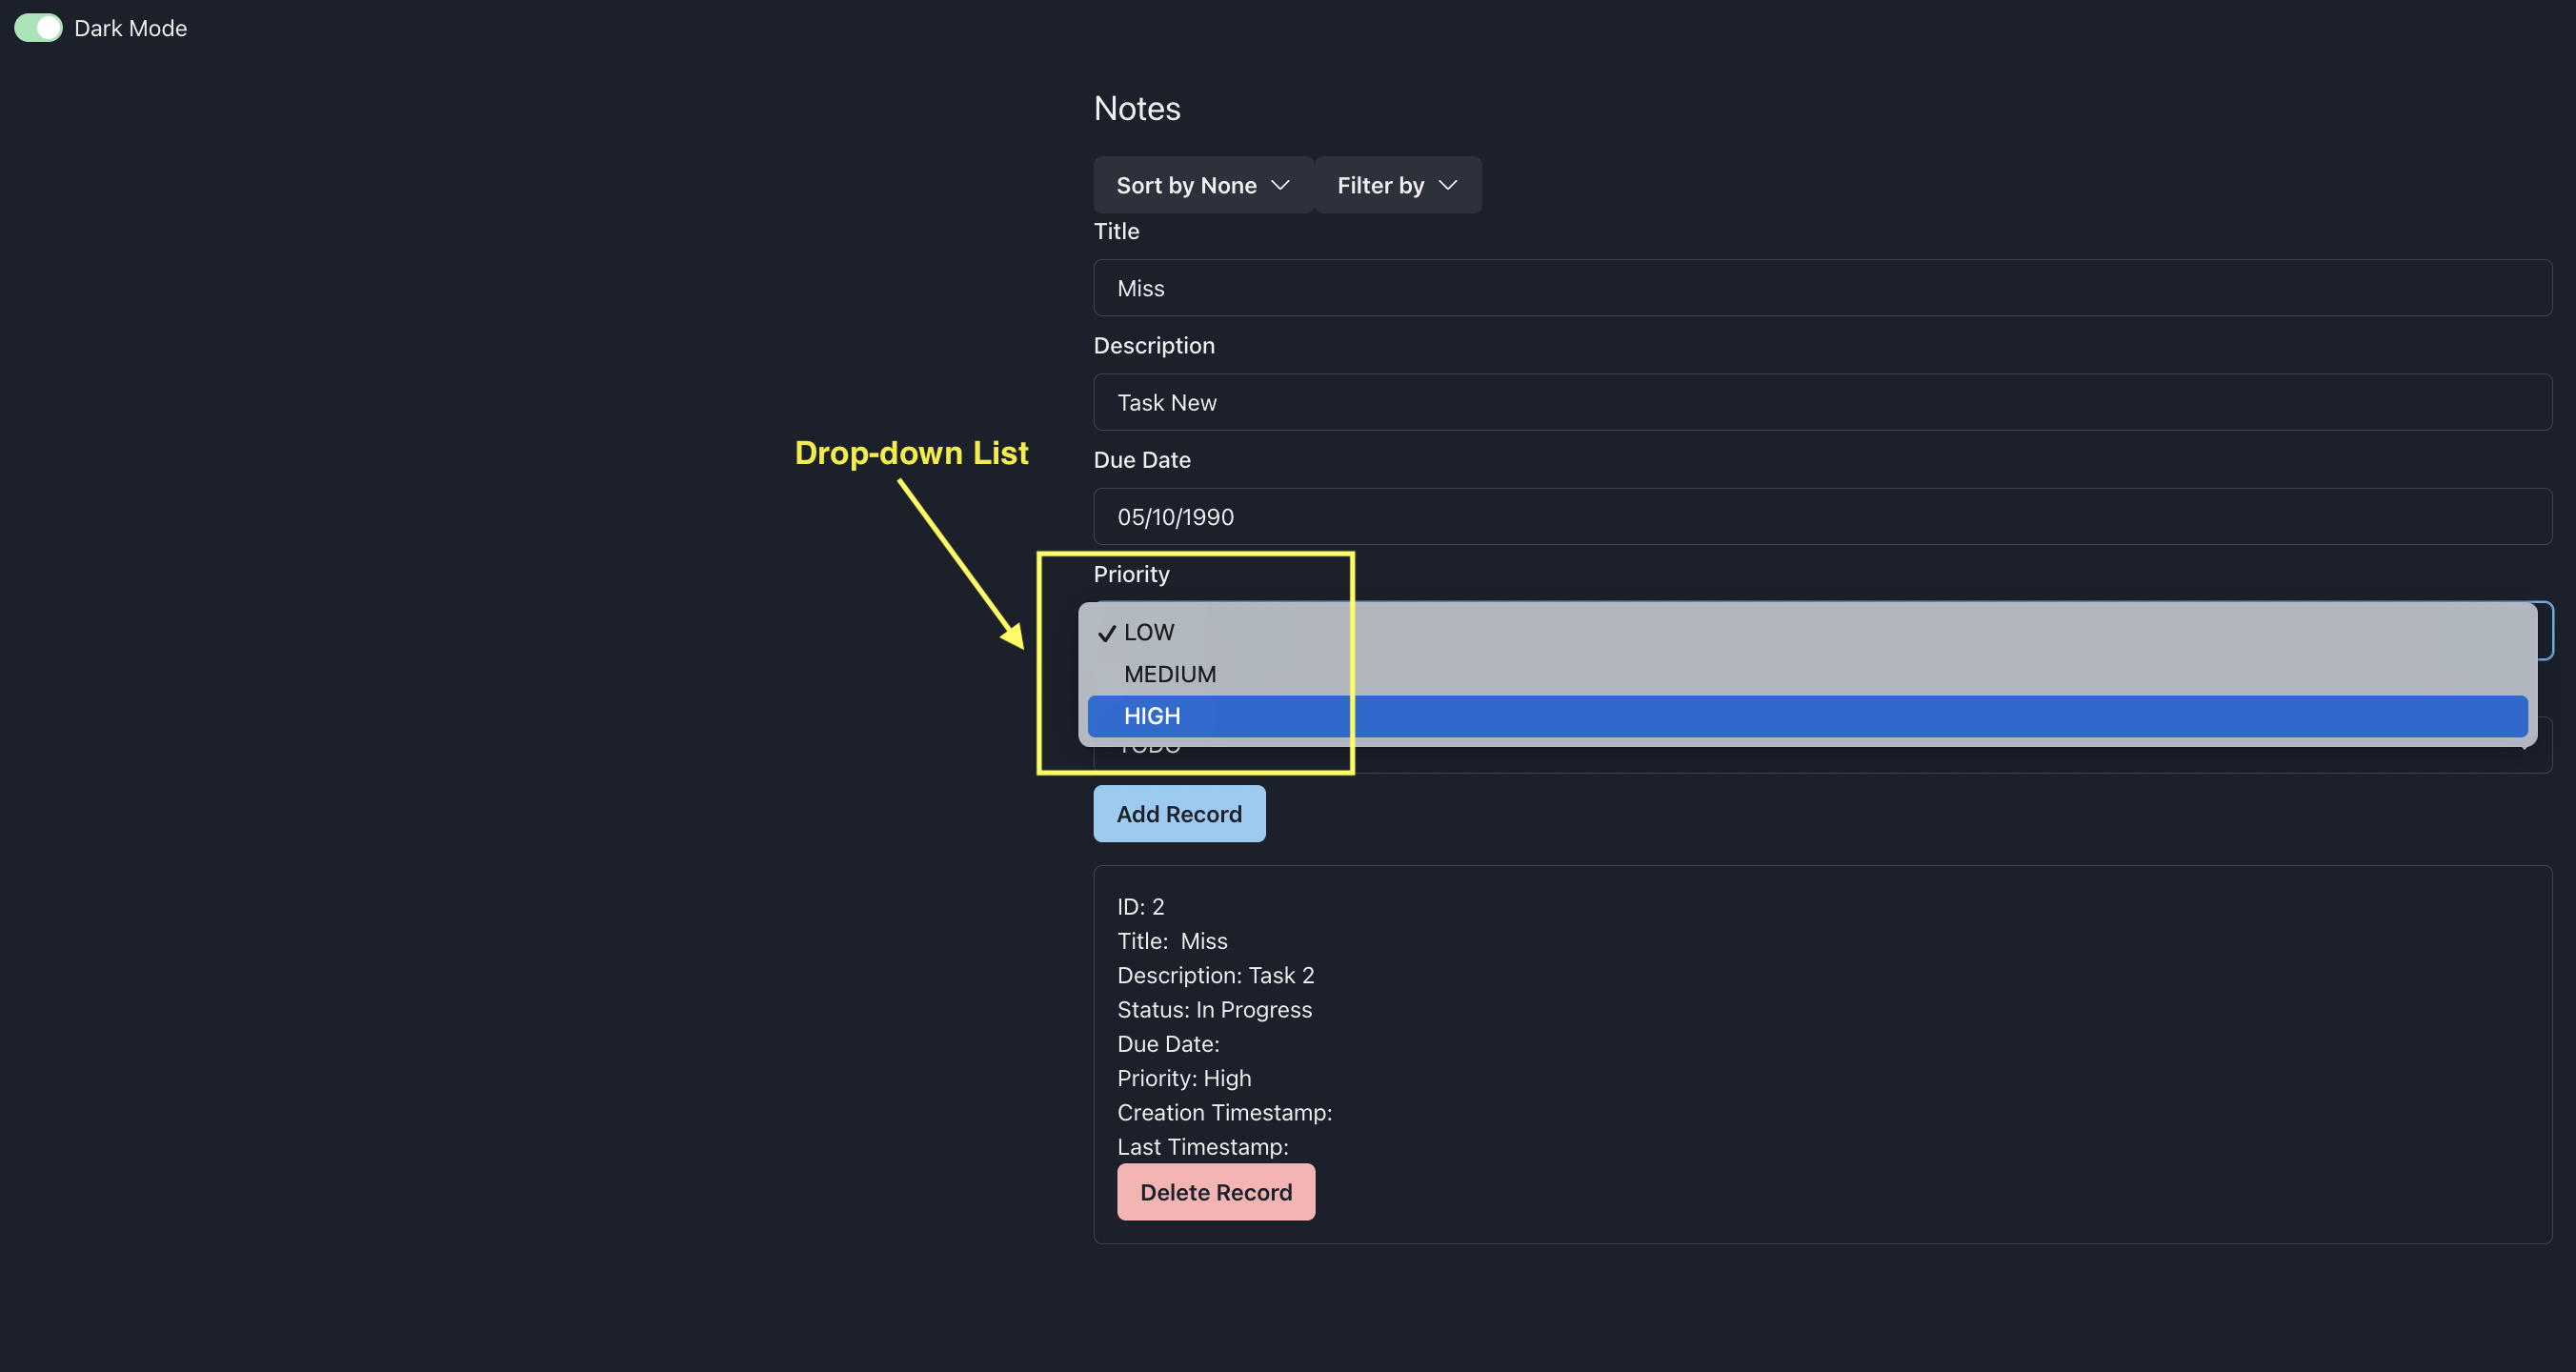 Dark Mode
Notes
Sort by None Filter by
Title
Miss
Description
Task New
Drop-down List
Due Date
05/10/1990
Priority
✓ LOW
MEDIUM
HIGH
TODO
Add Record
ID: 2
Title: Miss
Description: Task 2
Status: In Progress
Due Date:
Priority: High
Creation Timestamp:
Last Timestamp:
Delete Record